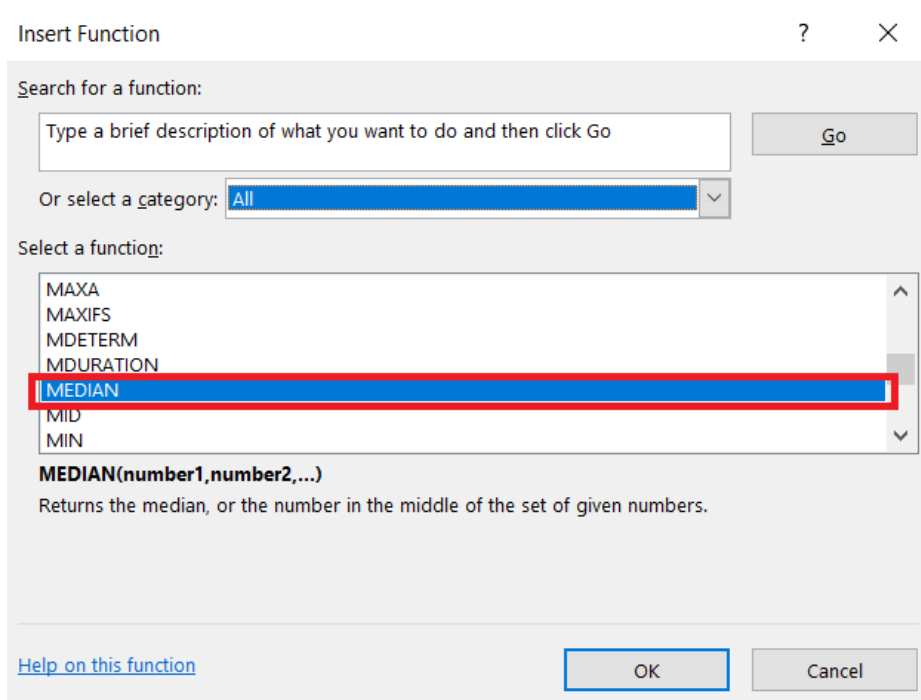 Insert Function
?
Search for a function:
Type a brief description of what you want to do and then click Go
Go
Or select a category: All
Select a function:
MAXA
MAXIFS
MDETERM
MDURATION
MEDIAN
MID
MIN
MEDIAN(number1,number2,...)
Returns the median, or the number in the middle of the set of given numbers.
Help on this function
OK
Cancel